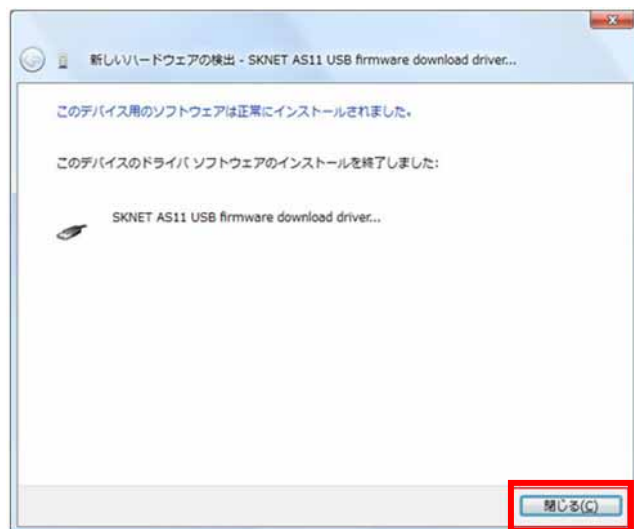 新しいハードウェアの検出 - SKNET AS11 USB firmware download driver...
このデバイス用のソフトウェアは正常にインストールされました。
このデバイスのドライバ ソフトウェアのインストールを終了しました:
SKNET AS11 USB firmware download driver...
閉じる(C)